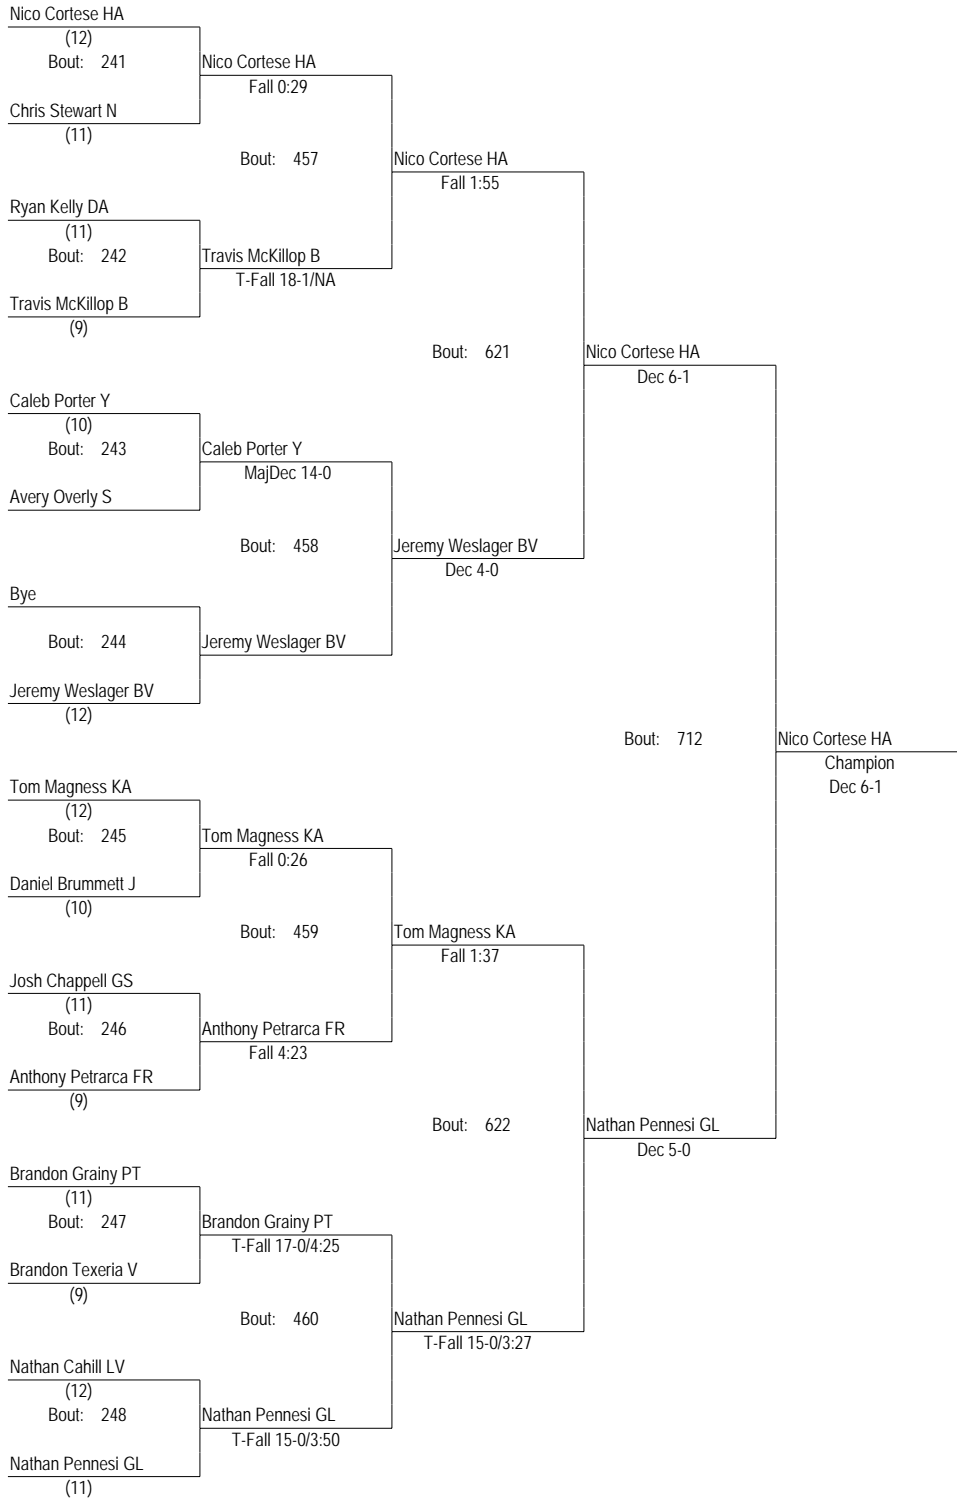 Nico Cortese HA
(12)
Bout: 241
Nico Cortese HA
Fall 0:29
Chris Stewart N
(11)
Bout: 457
Nico Cortese HA
Fall 1:55
Ryan Kelly DA
(11)
Bout: 242
Travis McKillop B
T-Fall 18-1/NA
Travis McKillop B
(9)
Bout: 621
Nico Cortese HA
Dec 6-1
Caleb Porter Y
(10)
Bout: 243
Caleb Porter Y
MajDec 14-0
Avery Overly S
Bout: 458
Jeremy Weslager BV
Dec 4-0
Bye
Bout: 244
Jeremy Weslager BV
Jeremy Weslager BV
(12)
Bout: 712
Nico Cortese HA
Champion
Dec 6-1
Tom Magness KA
(12)
Bout: 245
Tom Magness KA
Fall 0:26
Daniel Brummett J
(10)
Bout: 459
Tom Magness KA
Fall 1:37
Josh Chappell GS
(11)
Bout: 246
Anthony Petrarca FR
Fall 4:23
Anthony Petrarca FR
(9)
Bout: 622
Nathan Pennesi GL
Dec 5-0
Brandon Grainy PT
(11)
Bout: 247
Brandon Grainy PT
T-Fall 17-0/4:25
Brandon Texeria V
(9)
Bout: 460
Nathan Pennesi GL
T-Fall 15-0/3:27
Nathan Cahill LV
(12)
Bout: 248
Nathan Pennesi GL
T-Fall 15-0/3:50
Nathan Pennesi GL
(11)